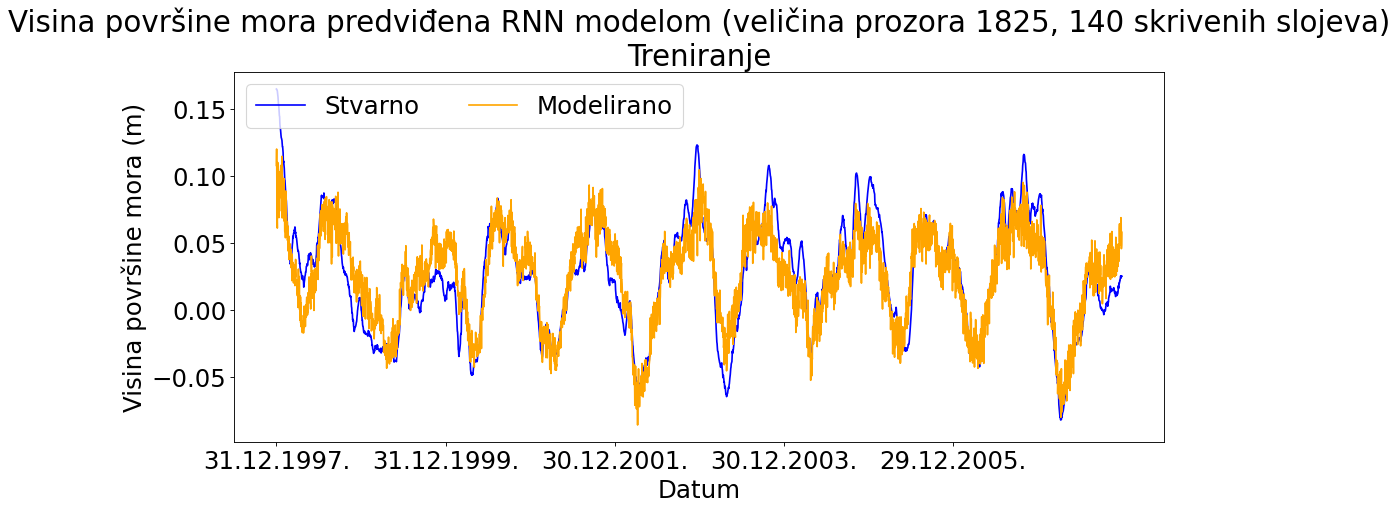 Visina površine mora predviđena RNN modelom (veličina prozora 1825, 140 skrivenih slojeva)
Treniranje
Stvarno Modelirano
Visina površine mora (m)
0.15
0.10
0.05
0.00
−0.05
31.12.1997. 31.12.1999. 30.12.2001. 30.12.2003. 29.12.2005.
Datum